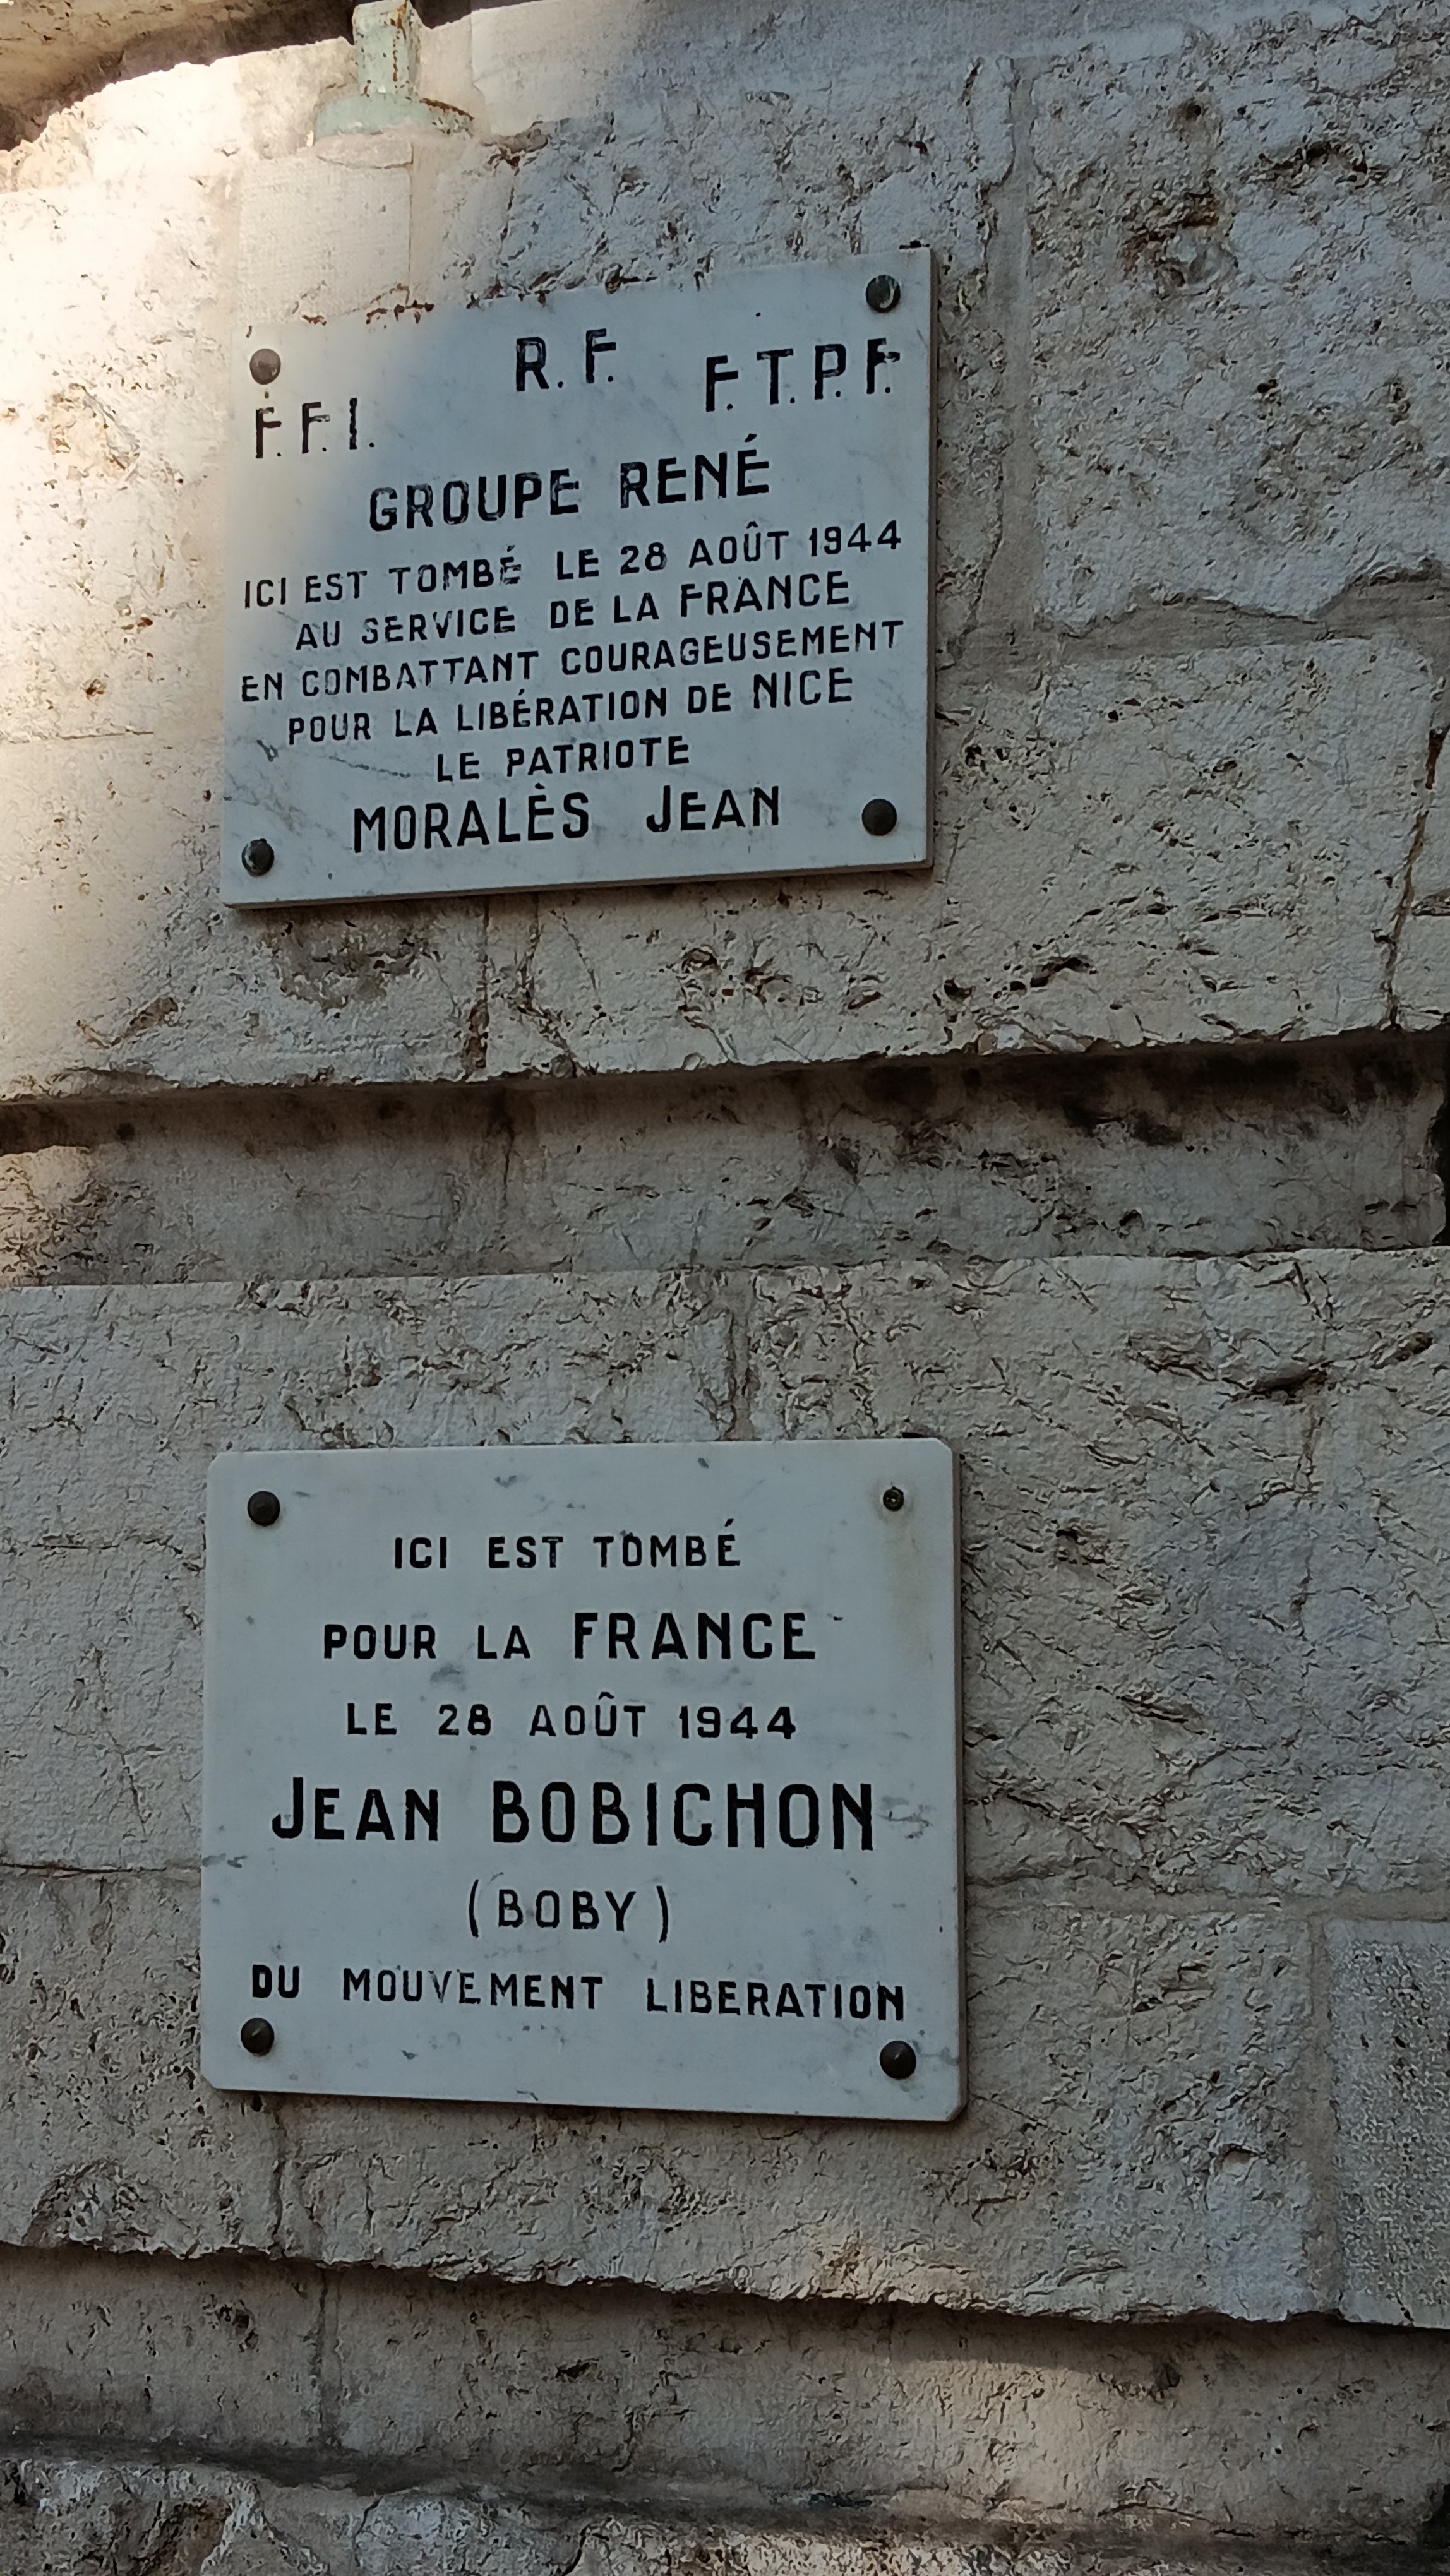 R. F.
F. F. I. F. T. P. F.
GROUPE RENÉ
ICI EST TOMBÉ LE 28 AOÛT 1944
AU SERVICE DE LA FRANCE
EN COMBATTANT COURAGEUSEMENT
POUR LA LIBÉRATION DE NICE
LE PATRIOTE
MORALÈS JEAN
ICI EST TOMBÉ
POUR LA FRANCE
LE 28 AOÛT 1944
JEAN BOBICHON
(BOBY)
DU MOUVEMENT LIBERATION